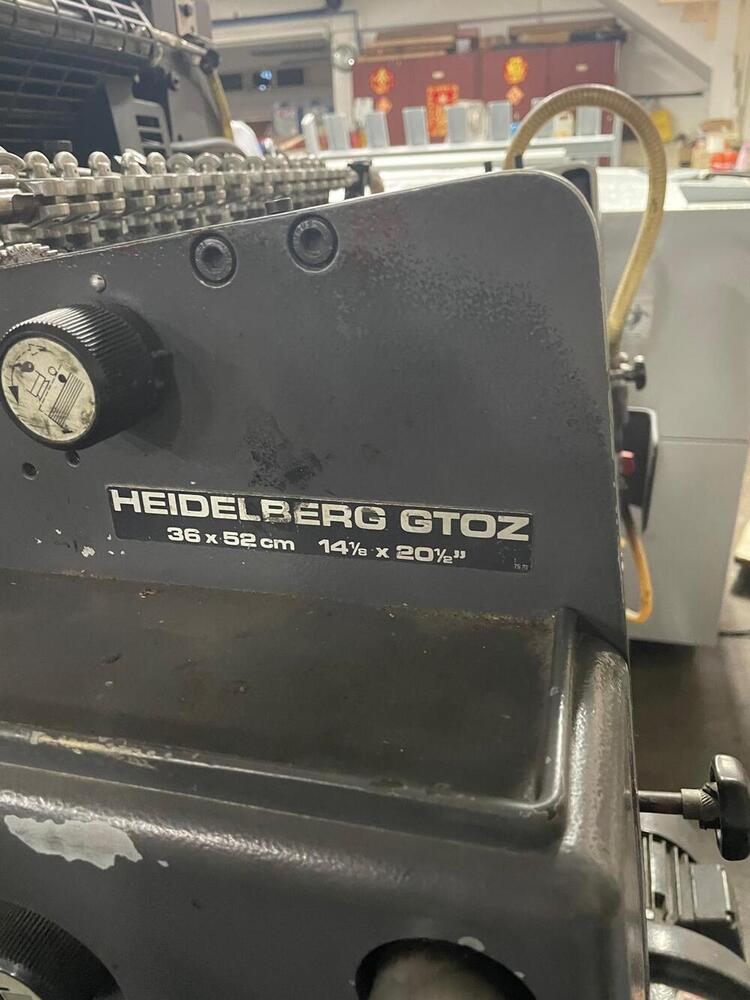 HEIDELBERG GTOZ
36 x 52 cm 14⅛ x 20½"